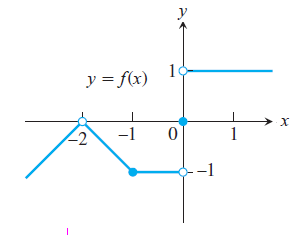 y
1
y = f(x)
x
-2 -1 0 1
-1